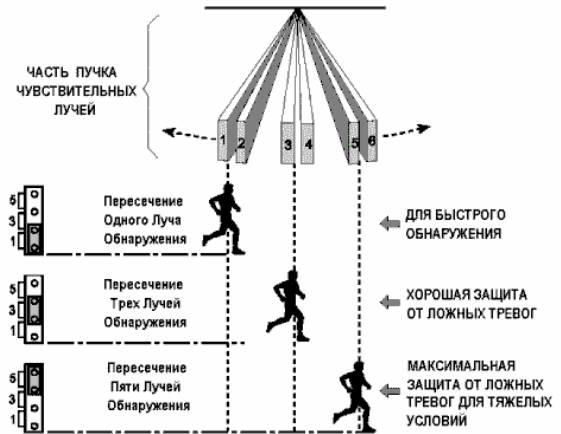 ЧАСТЬ ПУЧКА
ЧУВСТВИТЕЛЬНЫХ
ЛУЧЕЙ
1 2 3 4 5 6
5
3
1
Пересечение
Одного Луча
Обнаружения
ДЛЯ БЫСТРОГО
ОБНАРУЖЕНИЯ
5
3
1
Пересечение
Трех Лучей
Обнаружения
ХОРОШАЯ ЗАЩИТА
ОТ ЛОЖНЫХ ТРЕВОГ
5
3
1
Пересечение
Пяти Лучей
Обнаружения
МАКСИМАЛЬНАЯ
ЗАЩИТА ОТ ЛОЖНЫХ
ТРЕВОГ ДЛЯ ТЯЖЕЛЫХ
УСЛОВИЙ